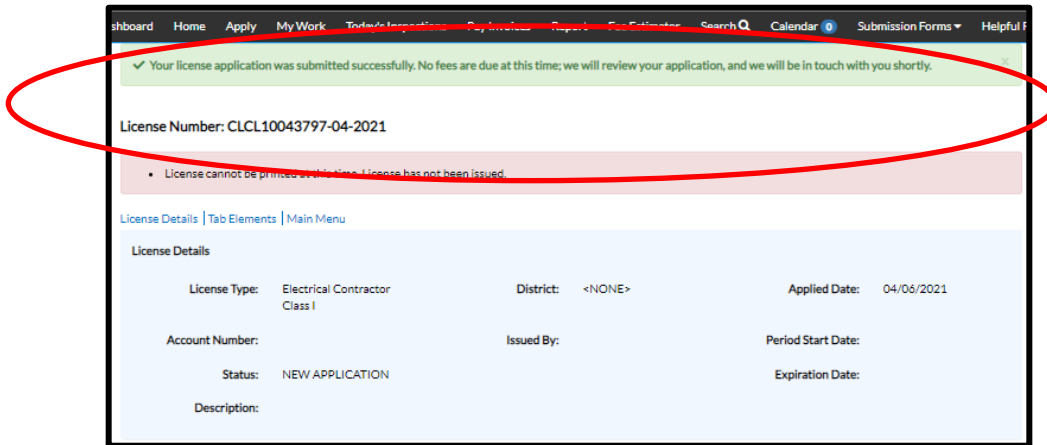 shboard Home Apply My Work Today's Inspections Pay Invoices Report Fee Estimator Search Calendar 0 Submission Forms Helpful
✓ Your license application was submitted successfully. No fees are due at this time; we will review your application, and we will be in touch with you shortly. ×
License Number: CLCL10043797-04-2021
• License cannot be printed at this time. License has not been issued.
License Details | Tab Elements | Main Menu
License Details
License Type: Electrical Contractor Class I District: <NONE> Applied Date: 04/06/2021
Account Number: Issued By: Period Start Date:
Status: NEW APPLICATION Expiration Date:
Description: